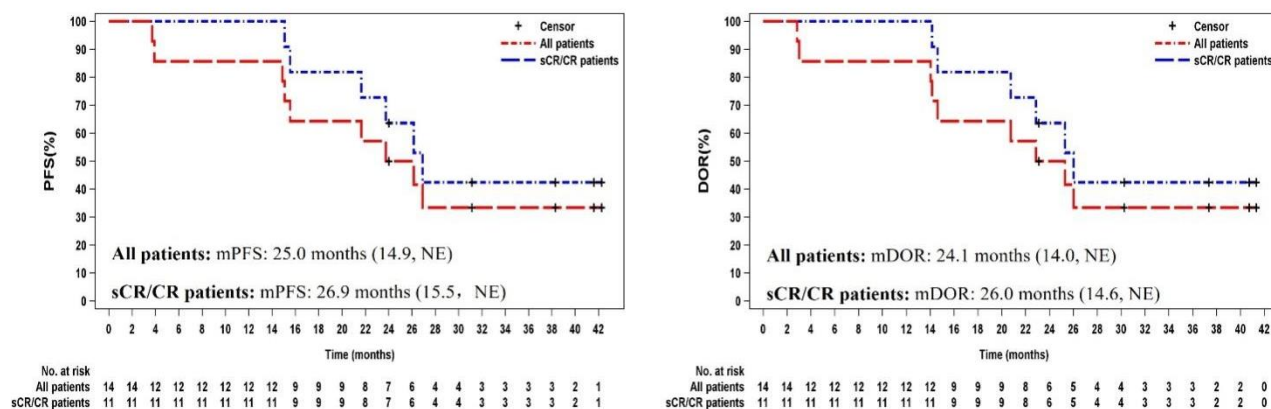 100
90
80
70
60
50
40
30
20
10
0
PFS(%)
Censor
All patients
sCR/CR patients
All patients: mPFS: 25.0 months (14.9, NE)
sCR/CR patients: mPFS: 26.9 months (15.5, NE)
0 2 4 6 8 10 12 14 16 18 20 22 24 26 28 30 32 34 36 38 40 42
Time (months)
No. at risk
All patients 14 14 12 12 12 12 12 12 9 9 9 8 7 6 4 4 3 3 3 3 2 1
sCR/CR patients 11 11 11 11 11 11 11 11 9 9 9 8 7 6 4 4 3 3 3 3 2 1
100
90
80
70
60
50
40
30
20
10
0
DOR(%)
Censor
All patients
sCR/CR patients
All patients: mDOR: 24.1 months (14.0, NE)
sCR/CR patients: mDOR: 26.0 months (14.6, NE)
0 2 4 6 8 10 12 14 16 18 20 22 24 26 28 30 32 34 36 38 40 42
Time (months)
No. at risk
All patients 14 14 12 12 12 12 12 12 9 9 9 8 6 5 4 4 3 3 3 2 2 0
sCR/CR patients 11 11 11 11 11 11 11 11 9 9 9 8 6 5 4 4 3 3 3 2 2 0